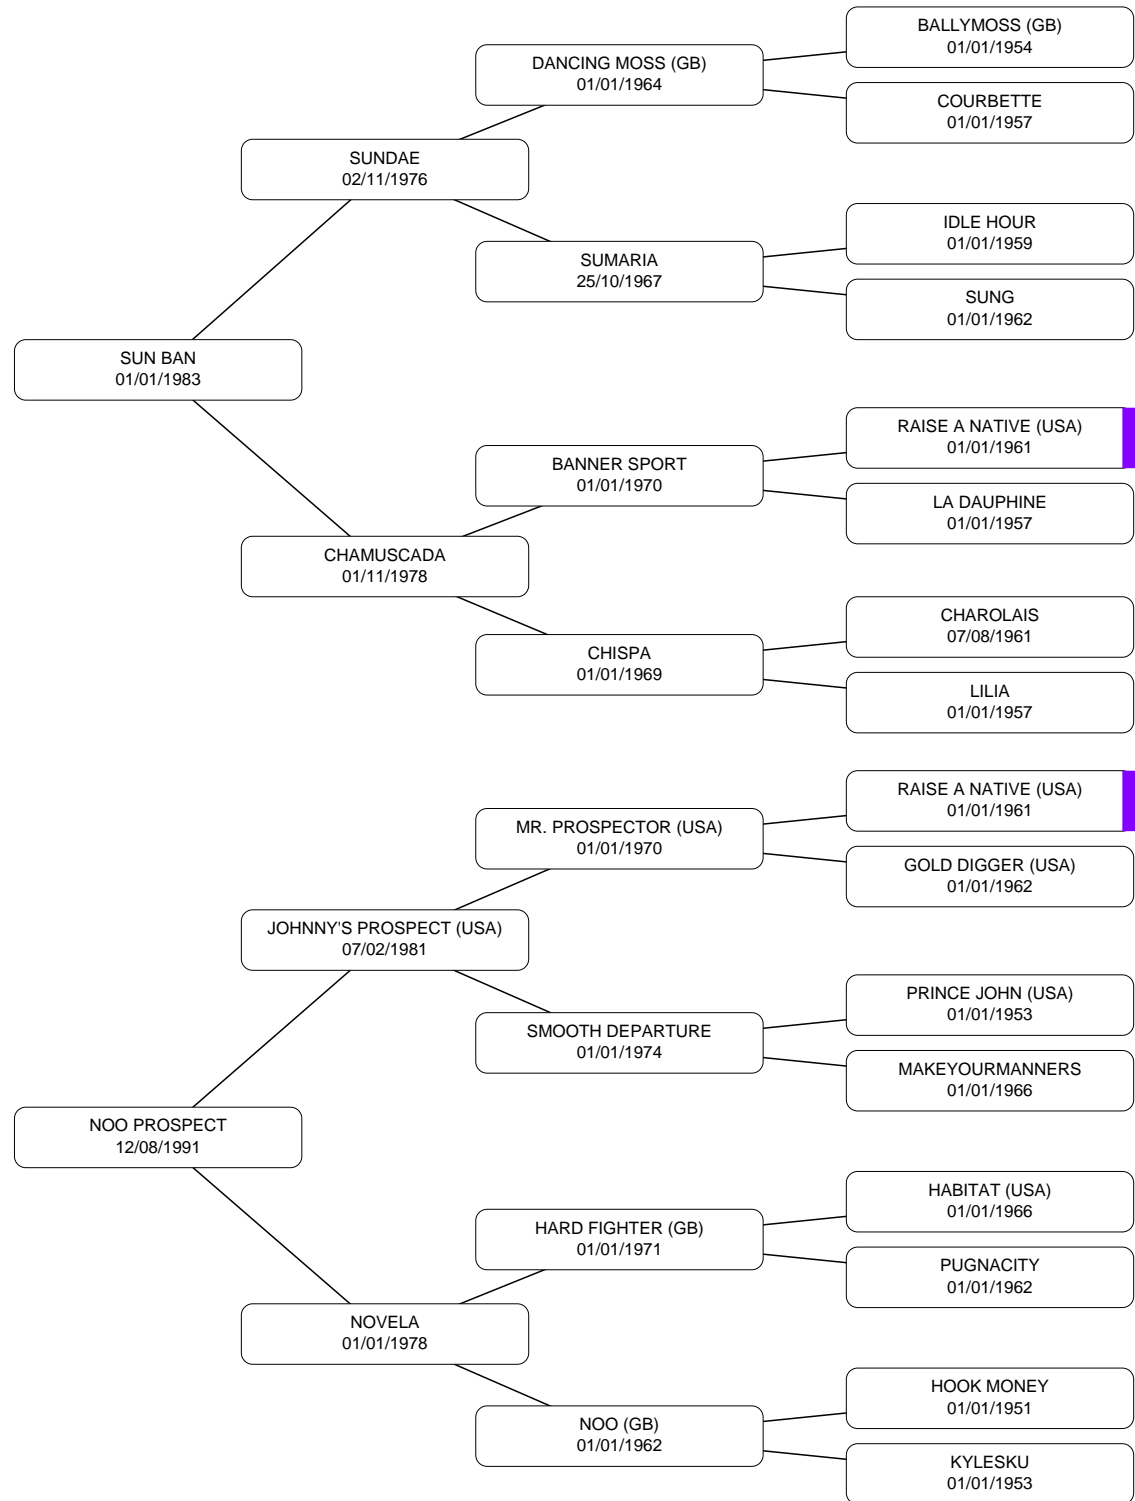 BALLYMOSS (GB)
01/01/1954
DANCING MOSS (GB)
01/01/1964
COURBETTE
01/01/1957
SUNDAE
02/11/1976
IDLE HOUR
01/01/1959
SUMARIA
25/10/1967
SUNG
01/01/1962
SUN BAN
01/01/1983
RAISE A NATIVE (USA)
01/01/1961
BANNER SPORT
01/01/1970
LA DAUPHINE
01/01/1957
CHAMUSCADA
01/11/1978
CHAROLAIS
07/08/1961
CHISPA
01/01/1969
LILIA
01/01/1957
RAISE A NATIVE (USA)
01/01/1961
MR. PROSPECTOR (USA)
01/01/1970
GOLD DIGGER (USA)
01/01/1962
JOHNNY'S PROSPECT (USA)
07/02/1981
PRINCE JOHN (USA)
01/01/1953
SMOOTH DEPARTURE
01/01/1974
MAKEYOURMANNERS
01/01/1966
NOO PROSPECT
12/08/1991
HABITAT (USA)
01/01/1966
HARD FIGHTER (GB)
01/01/1971
PUGNACITY
01/01/1962
NOVELA
01/01/1978
HOOK MONEY
01/01/1951
NOO (GB)
01/01/1962
KYLESKU
01/01/1953